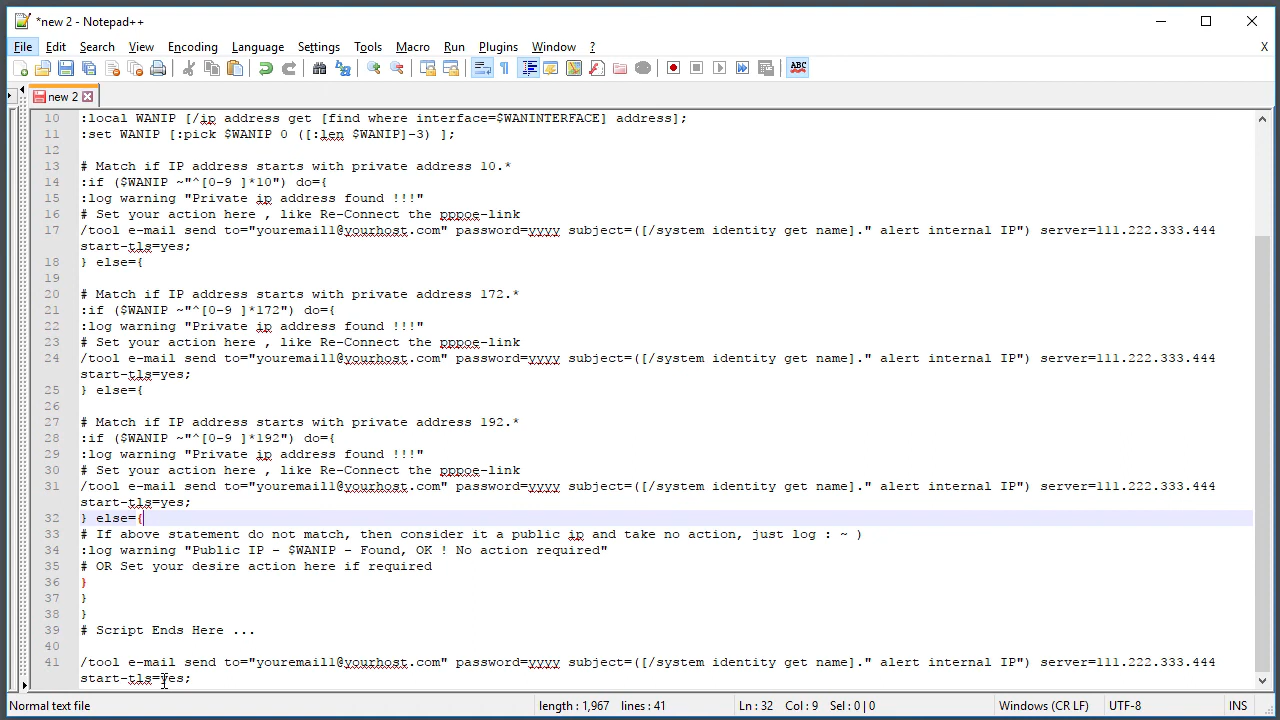 *new 2 - Notepad++
File Edit Search View Encoding Language Settings Tools Macro Run Plugins Window ? X
ABC
new 2
10 :local WANIP [/ip address get [find where interface=$WANINTERFACE] address];
11 :set WANIP [:pick $WANIP 0 ([:len $WANIP]-3) ];
12
13 # Match if IP address starts with private address 10.*
14 :if ($WANIP ~"^[0-9 ]*10") do={
15 :log warning "Private ip address found !!!"
16 # Set your action here , like Re-Connect the pppoe-link
17 /tool e-mail send to="youremail1@yourhost.com" password=yyyy subject=([/system identity get name]." alert internal IP") server=111.222.333.444
start-tls=yes;
18 } else={
19
20 # Match if IP address starts with private address 172.*
21 :if ($WANIP ~"^[0-9 ]*172") do={
22 :log warning "Private ip address found !!!"
23 # Set your action here , like Re-Connect the pppoe-link
24 /tool e-mail send to="youremail1@yourhost.com" password=yyyy subject=([/system identity get name]." alert internal IP") server=111.222.333.444
start-tls=yes;
25 } else={
26
27 # Match if IP address starts with private address 192.*
28 :if ($WANIP ~"^[0-9 ]*192") do={
29 :log warning "Private ip address found !!!"
30 # Set your action here , like Re-Connect the pppoe-link
31 /tool e-mail send to="youremail1@yourhost.com" password=yyyy subject=([/system identity get name]." alert internal IP") server=111.222.333.444
start-tls=yes;
32 } else={
33 # If above statement do not match, then consider it a public ip and take no action, just log : ~ )
34 :log warning "Public IP - $WANIP - Found, OK ! No action required"
35 # OR Set your desire action here if required
36 }
37 }
38 }
39 # Script Ends Here ...
40
41 /tool e-mail send to="youremail1@yourhost.com" password=yyyy subject=([/system identity get name]." alert internal IP") server=111.222.333.444
start-tls=yes;
Normal text file length : 1,967 lines : 41 Ln : 32 Col : 9 Sel : 0 | 0 Windows (CR LF) UTF-8 INS